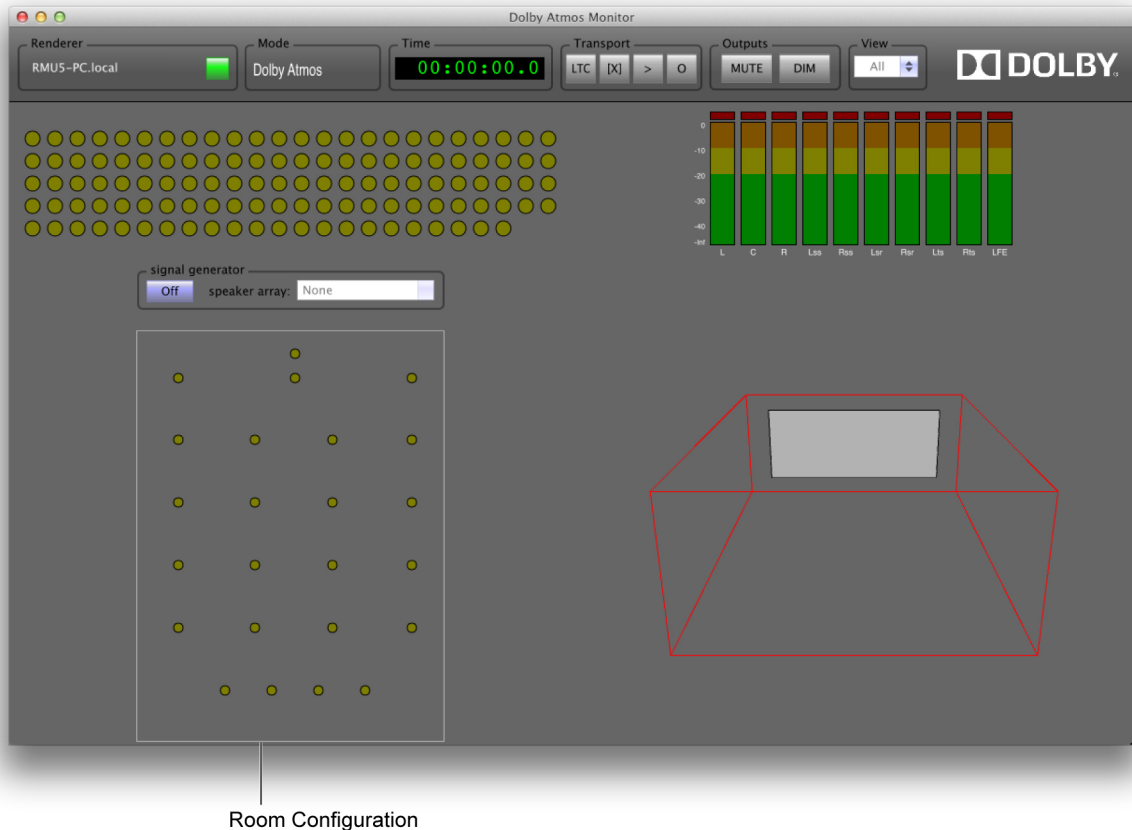 Dolby Atmos Monitor
Renderer
RMU5-PC.local
Mode
Dolby Atmos
Time
00:00:00.0
Transport
LTC [X] > O
Outputs
MUTE DIM
View
All
DOLBY
0
-10
-20
-30
-40
-Inf
L C R Lss Rss Lsr Rsr Lts Rts LFE
signal generator
Off speaker array: None
Room Configuration